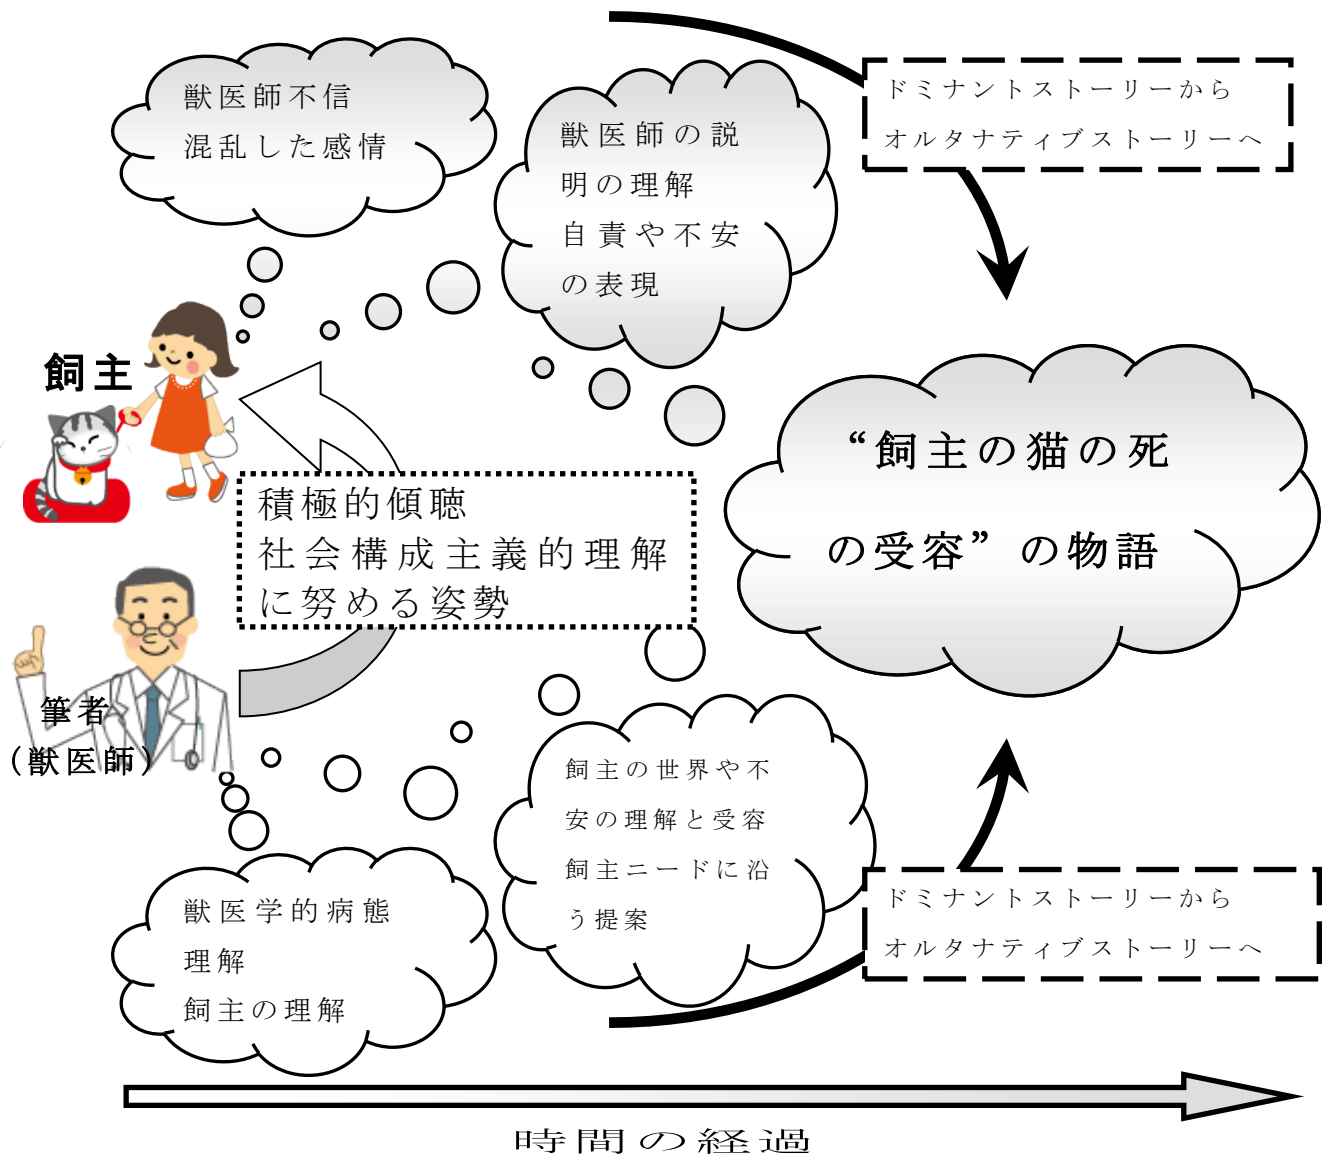 獣医師不信
混乱した感情
獣医師の説
明の理解
自責や不安
の表現
ドミナントストーリーから
オルタナティブストーリーへ
飼主
積極的傾聴
社会構成主義的理解
に努める姿勢
“飼主の猫の死
の受容”の物語
筆者
（獣医師）
獣医学的病態
理解
飼主の理解
飼主の世界や不
安の理解と受容
飼主ニードに沿
う提案
ドミナントストーリーから
オルタナティブストーリーへ
時間の経過